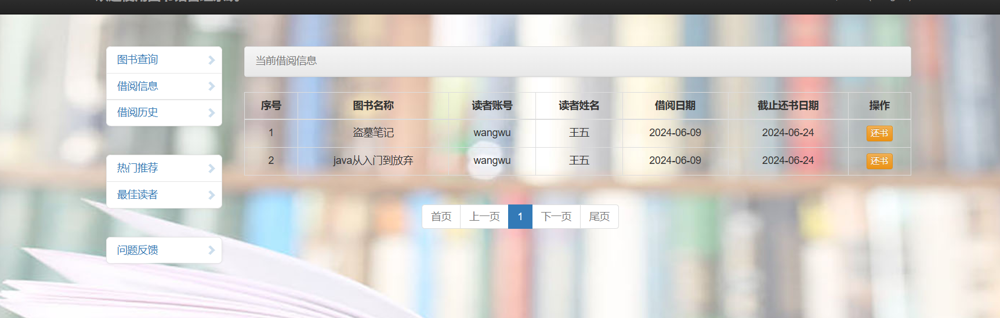 图书查询
借阅信息
借阅历史
热门推荐
最佳读者
问题反馈
当前借阅信息
序号 图书名称 读者账号 读者姓名 借阅日期 截止还书日期 操作
1 盗墓笔记 wangwu 王五 2024-06-09 2024-06-24 还书
2 java从入门到放弃 wangwu 王五 2024-06-09 2024-06-24 还书
首页 上一页 1 下一页 尾页